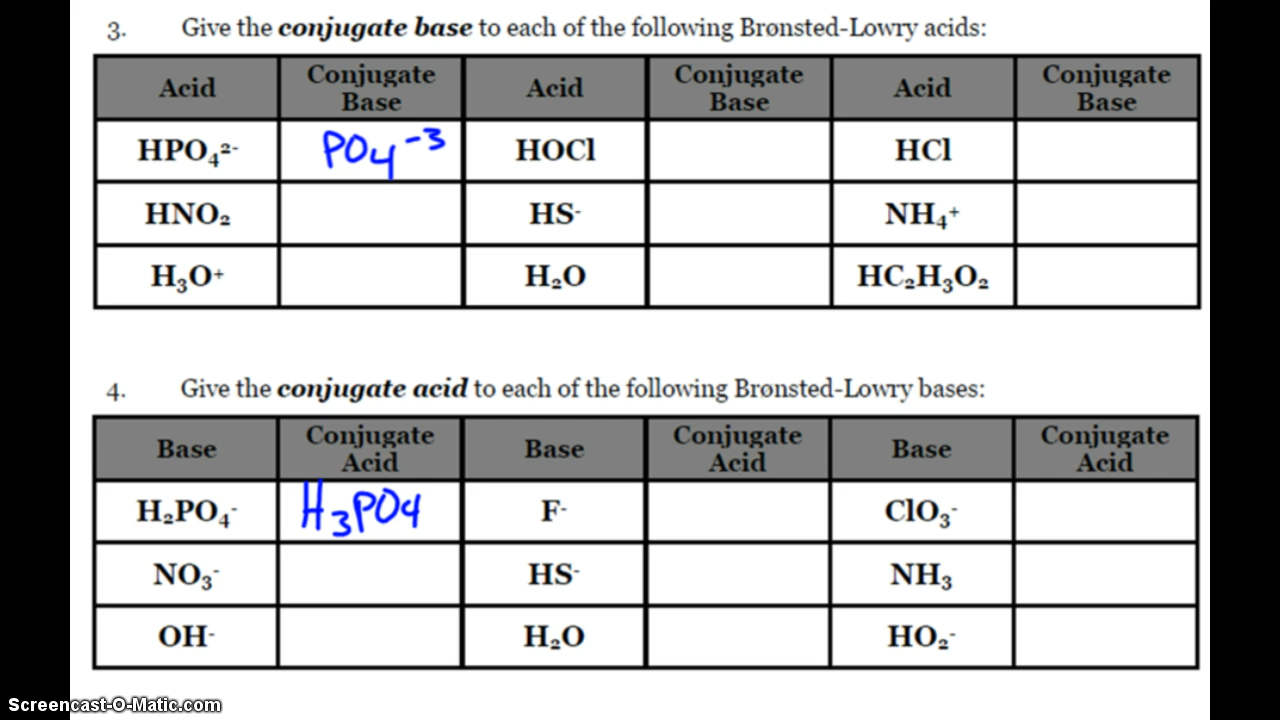 3. Give the conjugate base to each of the following Brønsted-Lowry acids:
Acid Conjugate Base Acid Conjugate Base Acid Conjugate Base
HPO₄²⁻ PO₄⁻³ HOCl HCl
HNO₂ HS⁻ NH₄⁺
H₃O⁺ H₂O HC₂H₃O₂
4. Give the conjugate acid to each of the following Brønsted-Lowry bases:
Base Conjugate Acid Base Conjugate Acid Base Conjugate Acid
H₂PO₄⁻ H₃PO₄ F⁻ ClO₃⁻
NO₃⁻ HS⁻ NH₃
OH⁻ H₂O HO₂⁻
Screencast-O-Matic.com